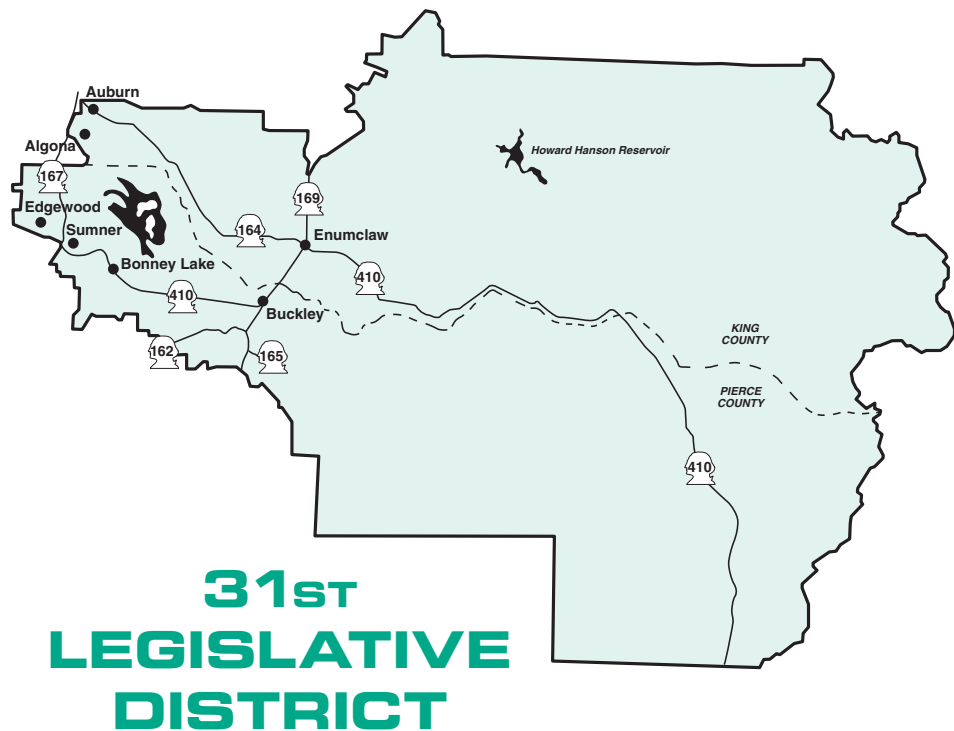 Auburn
Algona
167
Edgewood
Sumner
Bonney Lake
410
162
165
164
169
Enumclaw
Buckley
410
Howard Hanson Reservoir
KING
COUNTY
PIERCE
COUNTY
410
31ST
LEGISLATIVE
DISTRICT